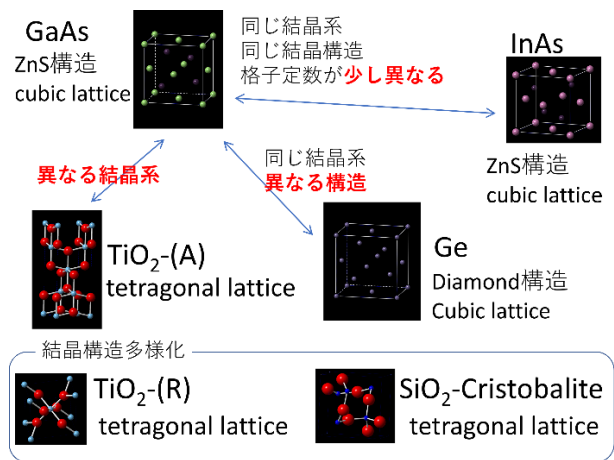 GaAs
ZnS構造
cubic lattice
同じ結晶系
同じ結晶構造
格子定数が少し異なる
InAs
ZnS構造
cubic lattice
異なる結晶系
同じ結晶系
異なる構造
TiO₂-(A)
tetragonal lattice
Ge
Diamond構造
Cubic lattice
結晶構造多様化
TiO₂-(R)
tetragonal lattice
SiO₂-Cristobalite
tetragonal lattice